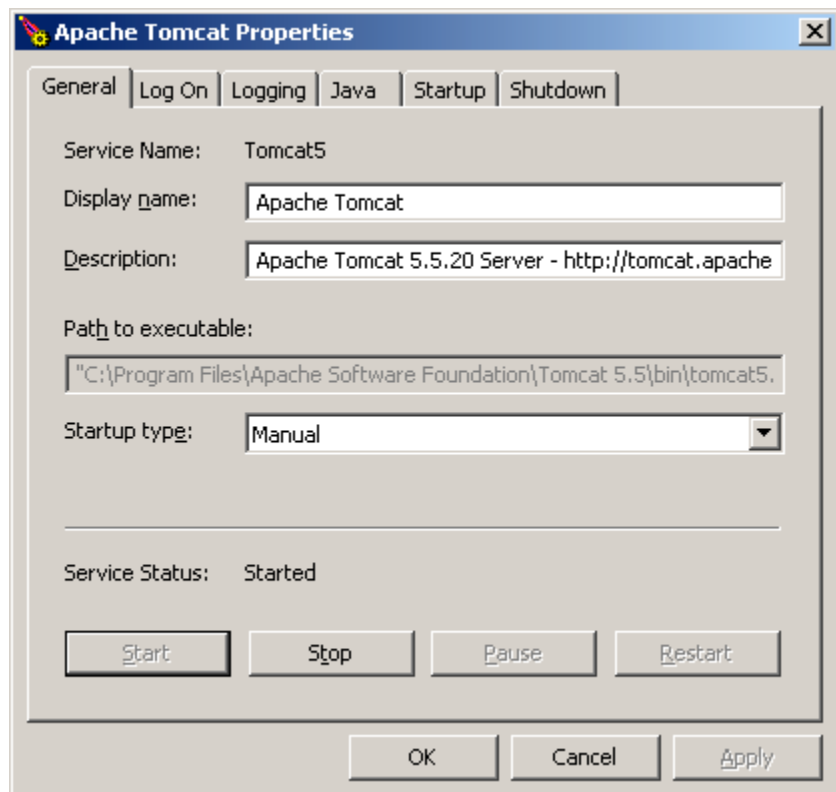 Apache Tomcat Properties
General Log On Logging Java Startup Shutdown
Service Name: Tomcat5
Display name: Apache Tomcat
Description: Apache Tomcat 5.5.20 Server - http://tomcat.apache
Path to executable:
"C:\Program Files\Apache Software Foundation\Tomcat 5.5\bin\tomcat5.
Startup type: Manual
Service Status: Started
Start Stop Pause Restart
OK Cancel Apply